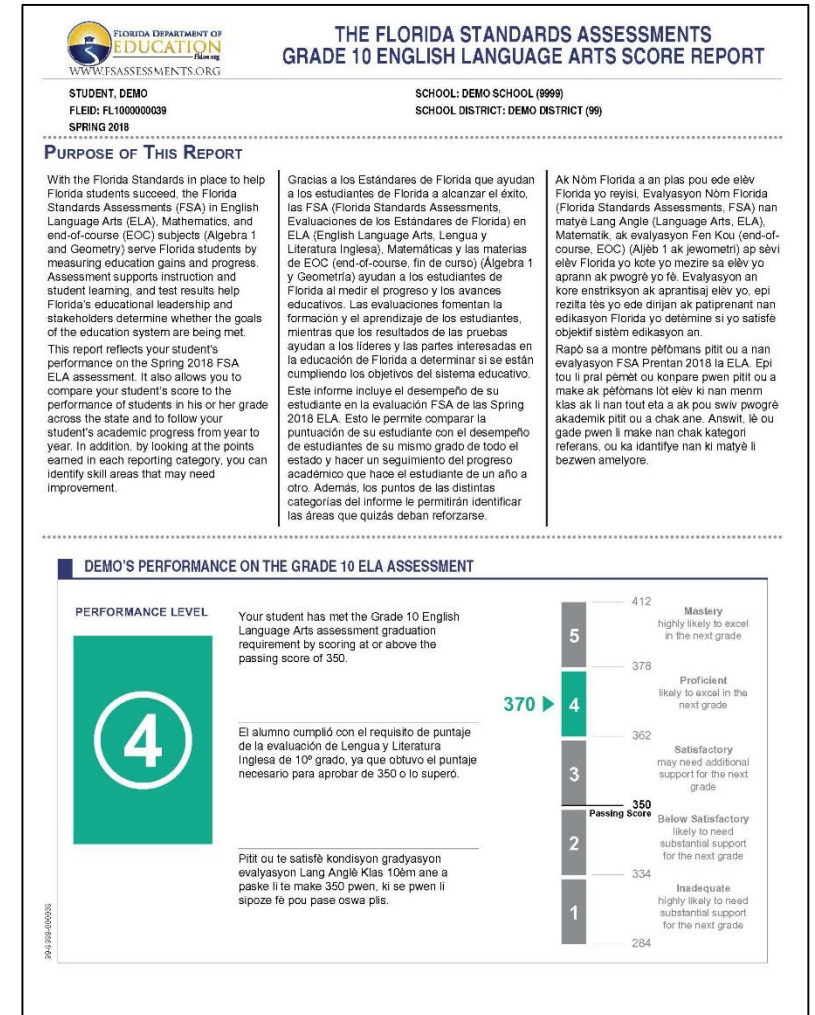 FLORIDA DEPARTMENT OF
EDUCATION
fldoe.org
WWW.FSASSESSMENTS.ORG
THE FLORIDA STANDARDS ASSESSMENTS
GRADE 10 ENGLISH LANGUAGE ARTS SCORE REPORT
STUDENT, DEMO
FLEID: FL1000000039
SPRING 2018
SCHOOL: DEMO SCHOOL (9999)
SCHOOL DISTRICT: DEMO DISTRICT (99)
PURPOSE OF THIS REPORT
With the Florida Standards in place to help
Florida students succeed, the Florida
Standards Assessments (FSA) in English
Language Arts (ELA), Mathematics, and
end-of-course (EOC) subjects (Algebra 1
and Geometry) serve Florida students by
measuring education gains and progress.
Assessment supports instruction and
student learning, and test results help
Florida's educational leadership and
stakeholders determine whether the goals
of the education system are being met.
This report reflects your student's
performance on the Spring 2018 FSA
ELA assessment. It also allows you to
compare your student's score to the
performance of students in his or her grade
across the state and to follow your
student's academic progress from year to
year. In addition, by looking at the points
earned in each reporting category, you can
identify skill areas that may need
improvement.
Gracias a los Estándares de Florida que ayudan
a los estudiantes de Florida a alcanzar el éxito,
las FSA (Florida Standards Assessments,
Evaluaciones de los Estándares de Florida) en
ELA (English Language Arts, Lengua y
Literatura Inglesa), Matemáticas y las materias
de EOC (end-of-course, fin de curso) (Álgebra 1
y Geometría) ayudan a los estudiantes de
Florida al medir el progreso y los avances
educativos. Las evaluaciones fomentan la
formación y el aprendizaje de los estudiantes,
mientras que los resultados de las pruebas
ayudan a los líderes y las partes interesadas en
la educación de Florida a determinar si se están
cumpliendo los objetivos del sistema educativo.
Este informe incluye el desempeño de su
estudiante en la evaluación FSA de las Spring
2018 ELA. Esto le permite comparar la
puntuación de su estudiante con el desempeño
de estudiantes de su mismo grado de todo el
estado y hacer un seguimiento del progreso
académico que hace el estudiante de un año a
otro. Además, los puntos de las distintas
categorías del informe le permitirán identificar
las áreas que quizás deban reforzarse.
Ak Nòm Florida a an plas pou ede elèv
Florida yo reyisi, Evalyasyon Nòm Florida
(Florida Standards Assessments, FSA) nan
matyè Lang Angle (Language Arts, ELA),
Matematik, ak evalyasyon Fen Kou (end-of-
course, EOC) (Aljèb 1 ak jewometri) ap sèvi
elèv Florida yo kote yo mezire sa elèv yo
aprann ak pwogrè yo fè. Evalyasyon an
kore enstriksyon ak aprantisaj elèv yo, epi
rezilta tès yo ede dirijan ak patiprenant nan
edikasyon Florida yo detèmine si yo satisfè
objektif sistèm edikasyon an.
Rapò sa a montre pèfòmans pitit ou a nan
evalyasyon FSA Prentan 2018 la ELA. Epi
tou li pral pèmèt ou konpare pwen pitit ou a
make ak pèfòmans lòt elèv ki nan menm
klas ak li nan tout eta a ak pou swiv pwogrè
akademik pitit ou a chak ane. Answit, lè ou
gade pwen li make nan chak kategori
referans, ou ka idantifye nan ki matyè li
bezwen amelyore.
DEMO'S PERFORMANCE ON THE GRADE 10 ELA ASSESSMENT
PERFORMANCE LEVEL
4
Your student has met the Grade 10 English
Language Arts assessment graduation
requirement by scoring at or above the
passing score of 350.
El alumno cumplió con el requisito de puntaje
de la evaluación de Lengua y Literatura
Inglesa de 10º grado, ya que obtuvo el puntaje
necesario para aprobar de 350 o lo superó.
Pitit ou te satisfè kondisyon gradyasyon
evalyasyon Lang Anglè Klas 10èm ane a
paske li te make 350 pwen, ki se pwen li
sipoze fè pou pase oswa plis.
370
412
5
Mastery
highly likely to excel
in the next grade
378
4
Proficient
likely to excel in the
next grade
362
3
Satisfactory
may need additional
support for the next
grade
350
Passing Score
2
Below Satisfactory
likely to need
substantial support
for the next grade
334
1
Inadequate
highly likely to need
substantial support
for the next grade
284
99-9999-000039